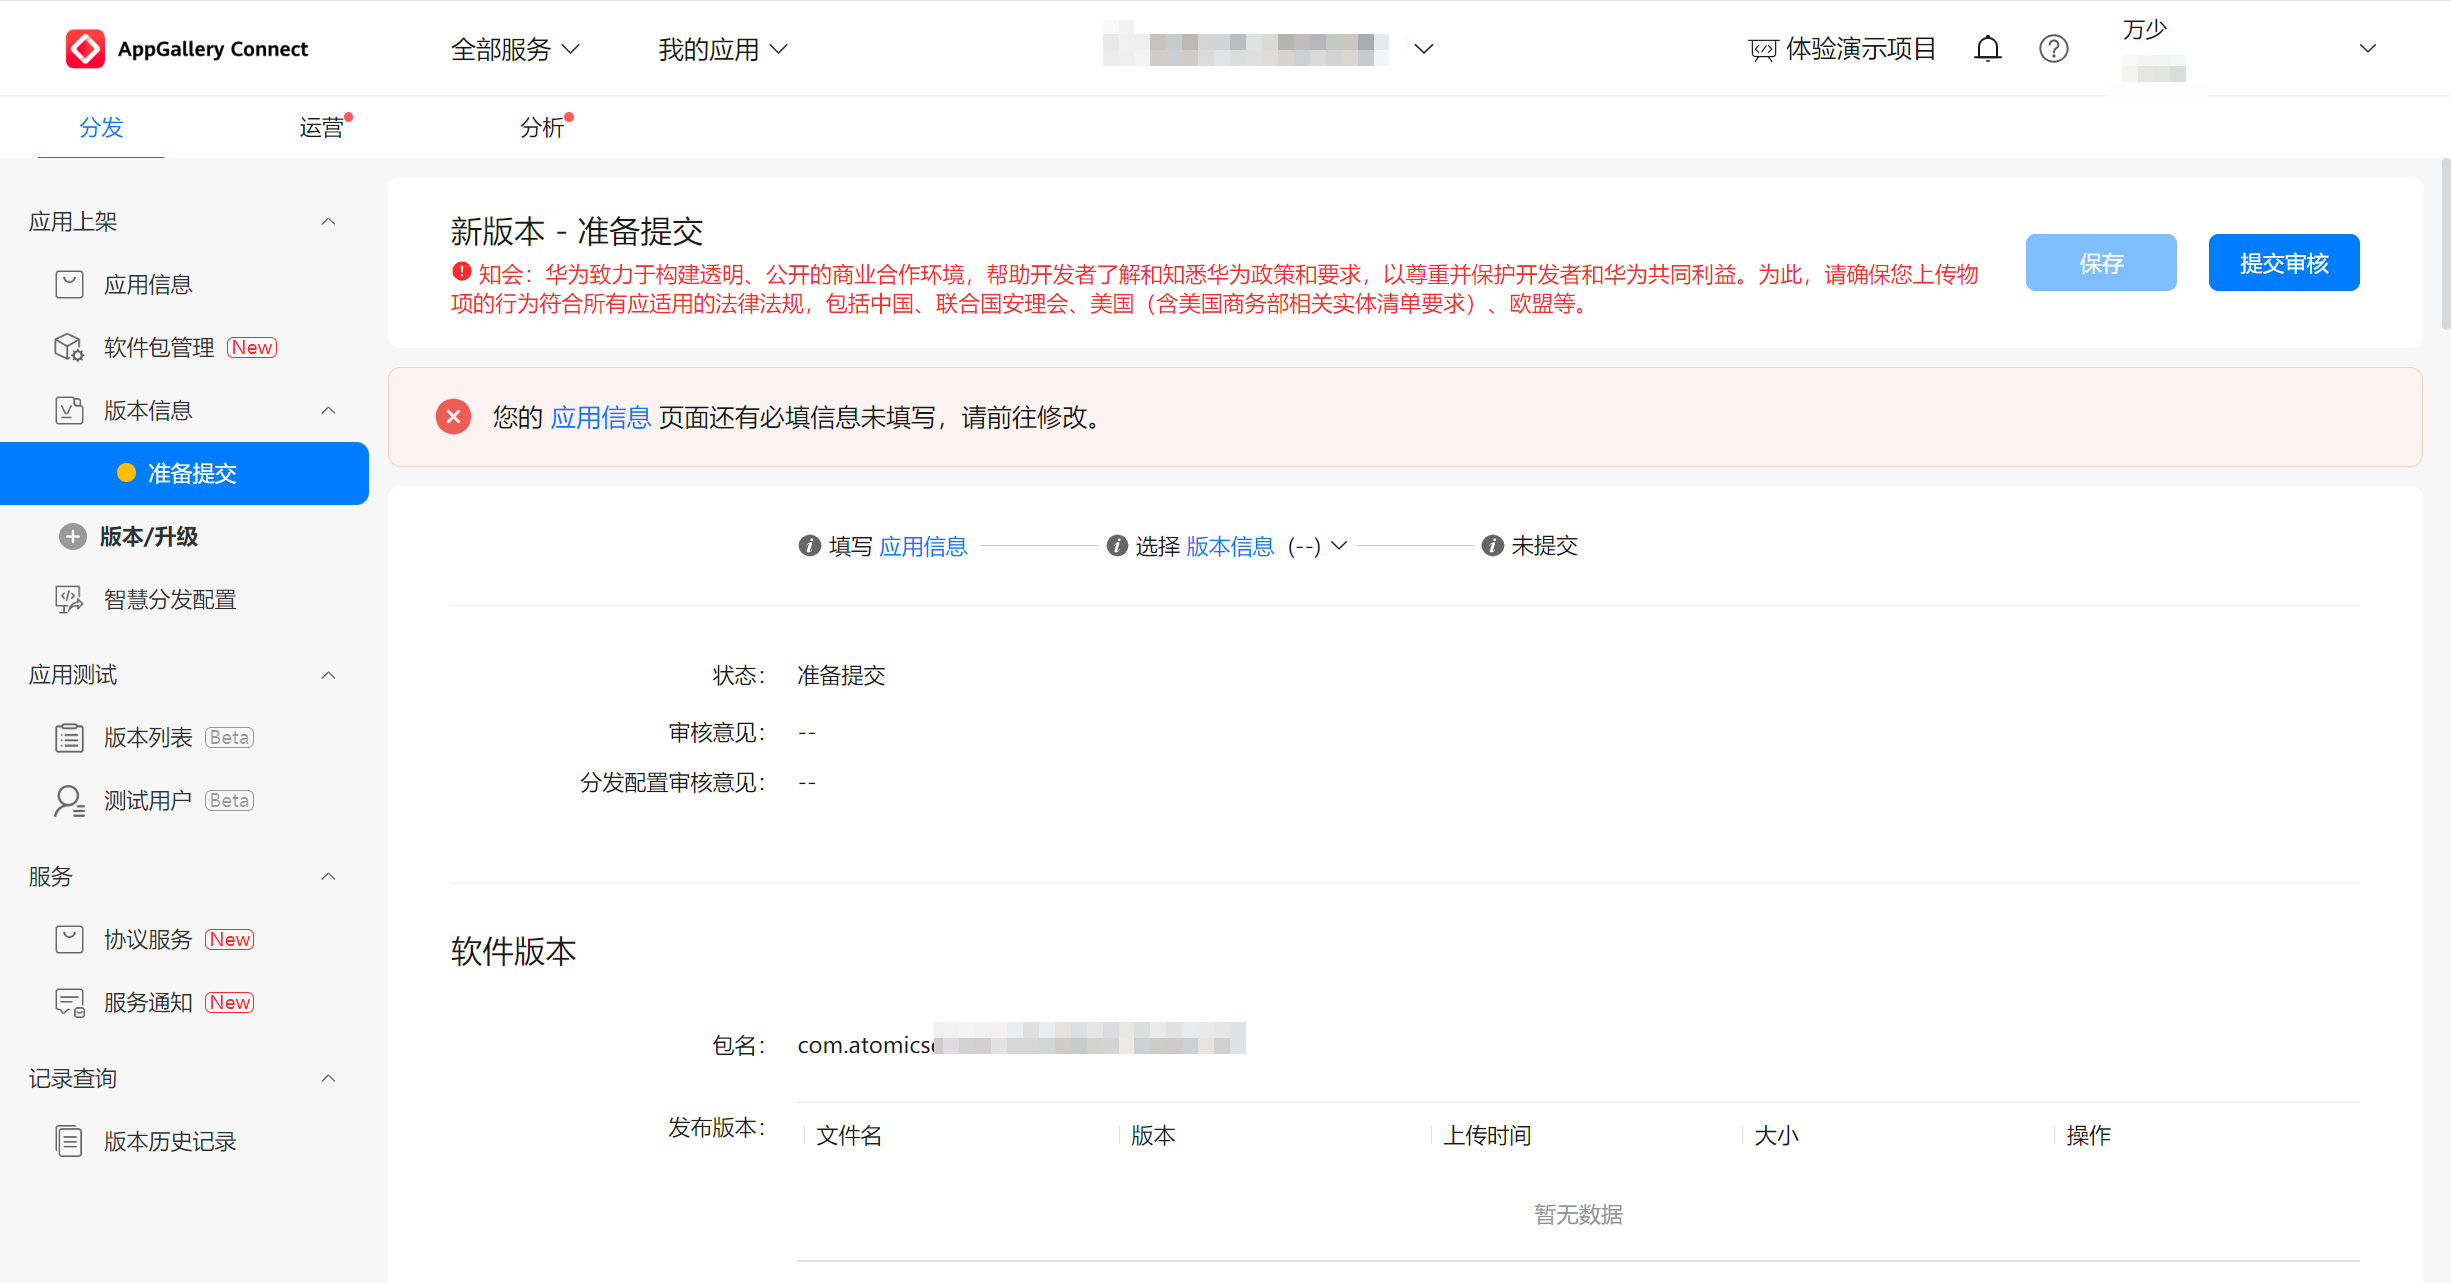 AppGallery Connect
全部服务
我的应用
体验演示项目
万少
分发
运营
分析
应用上架
应用信息
软件包管理 New
版本信息
准备提交
版本/升级
智慧分发配置
应用测试
版本列表 Beta
测试用户 Beta
服务
协议服务 New
服务通知 New
记录查询
版本历史记录
新版本 - 准备提交
知会：华为致力于构建透明、公开的商业合作环境，帮助开发者了解和知悉华为政策和要求，以尊重并保护开发者和华为共同利益。为此，请确保您上传物
项的行为符合所有应适用的法律法规，包括中国、联合国安理会、美国（含美国商务部相关实体清单要求）、欧盟等。
保存
提交审核
您的 应用信息 页面还有必填信息未填写，请前往修改。
填写 应用信息
选择 版本信息 (--)
未提交
状态： 准备提交
审核意见： --
分发配置审核意见： --
软件版本
包名： com.atomics
发布版本：
文件名 版本 上传时间 大小 操作
暂无数据